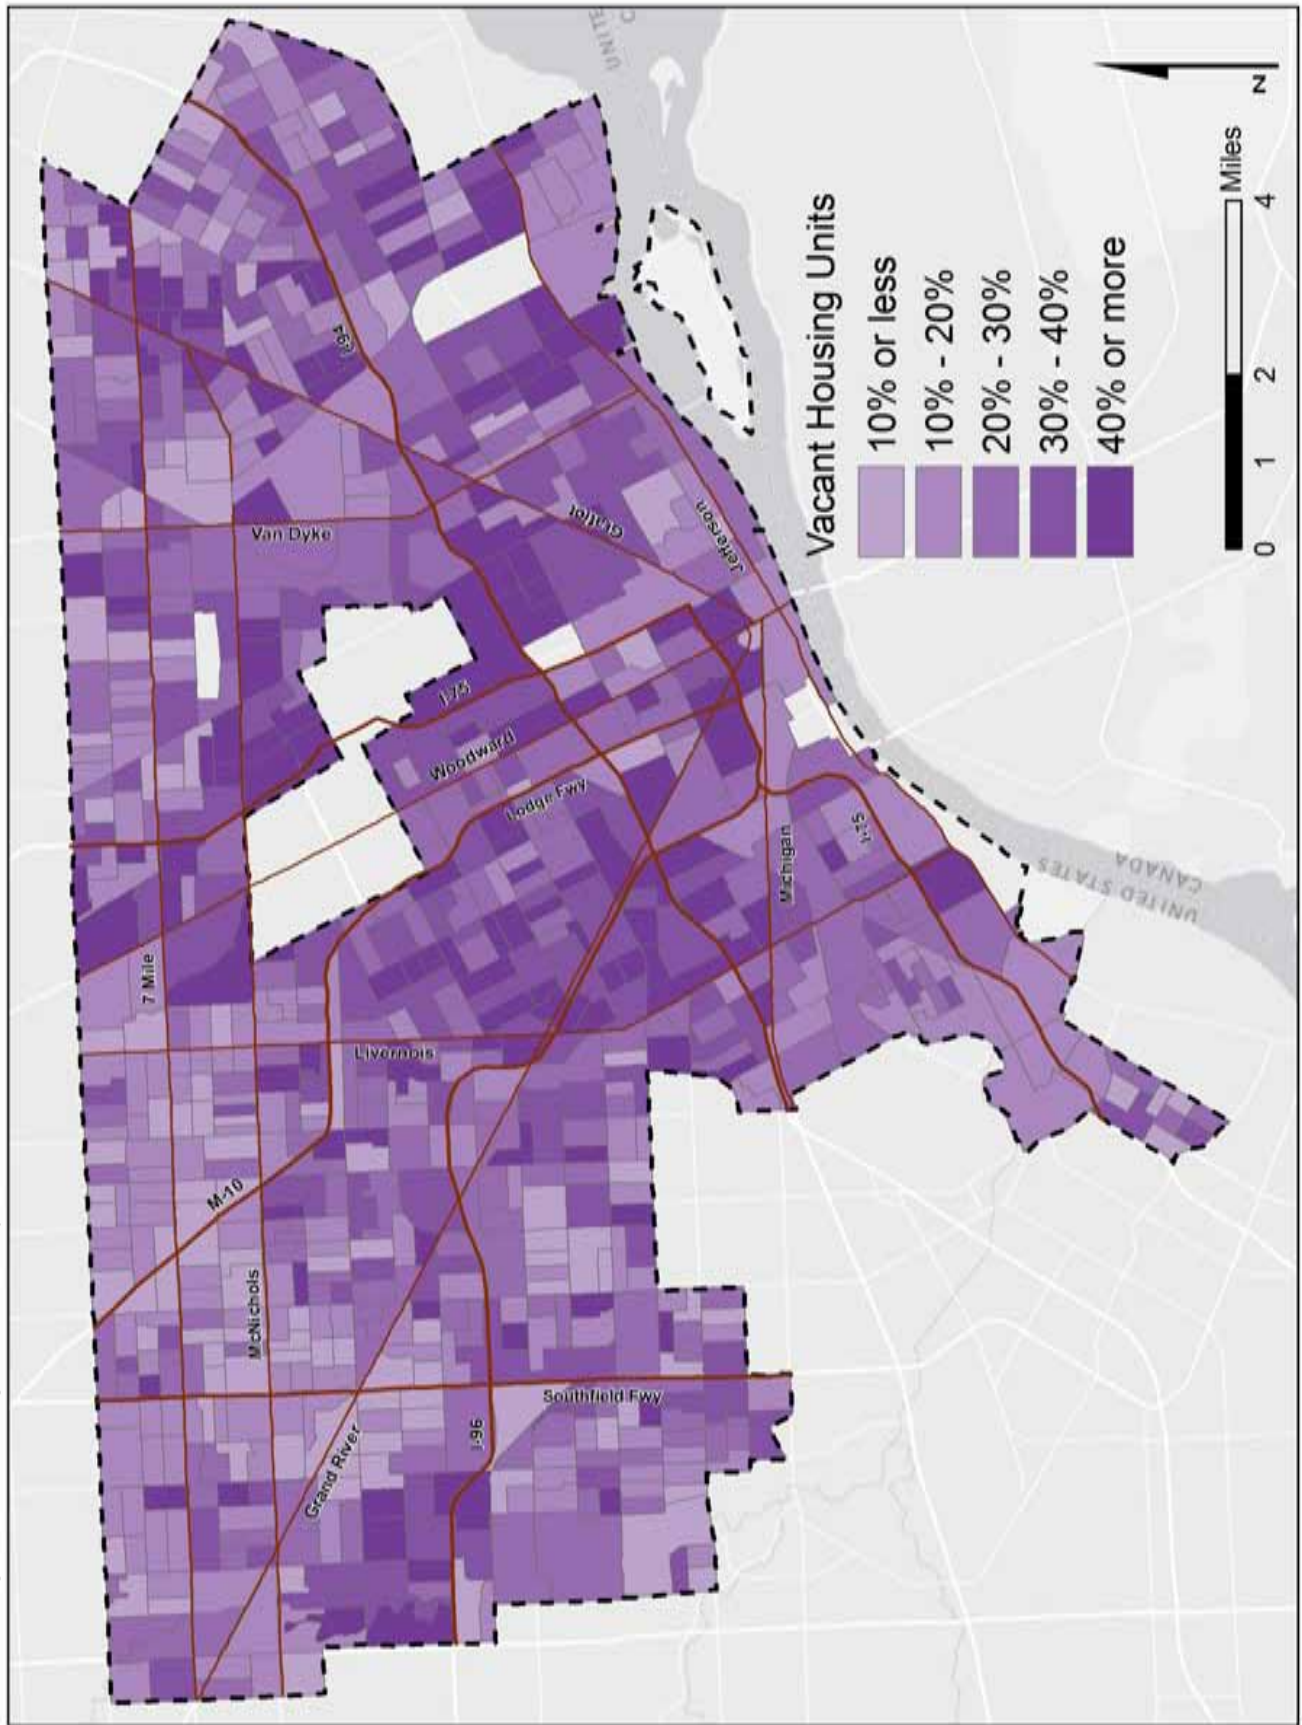 UNITE
C
I-94
Van Dyke
Gratiot
Jefferson
I-75
Woodward
Lodge Fwy
7 Mile
Michigan
I-75
Livernois
M-10
McNichols
Southfield Fwy
Grand River
I-96
UNITED STATES
CANADA
Vacant Housing Units
10% or less
10% - 20%
20% - 30%
30% - 40%
40% or more
N
0 1 2 4
Miles